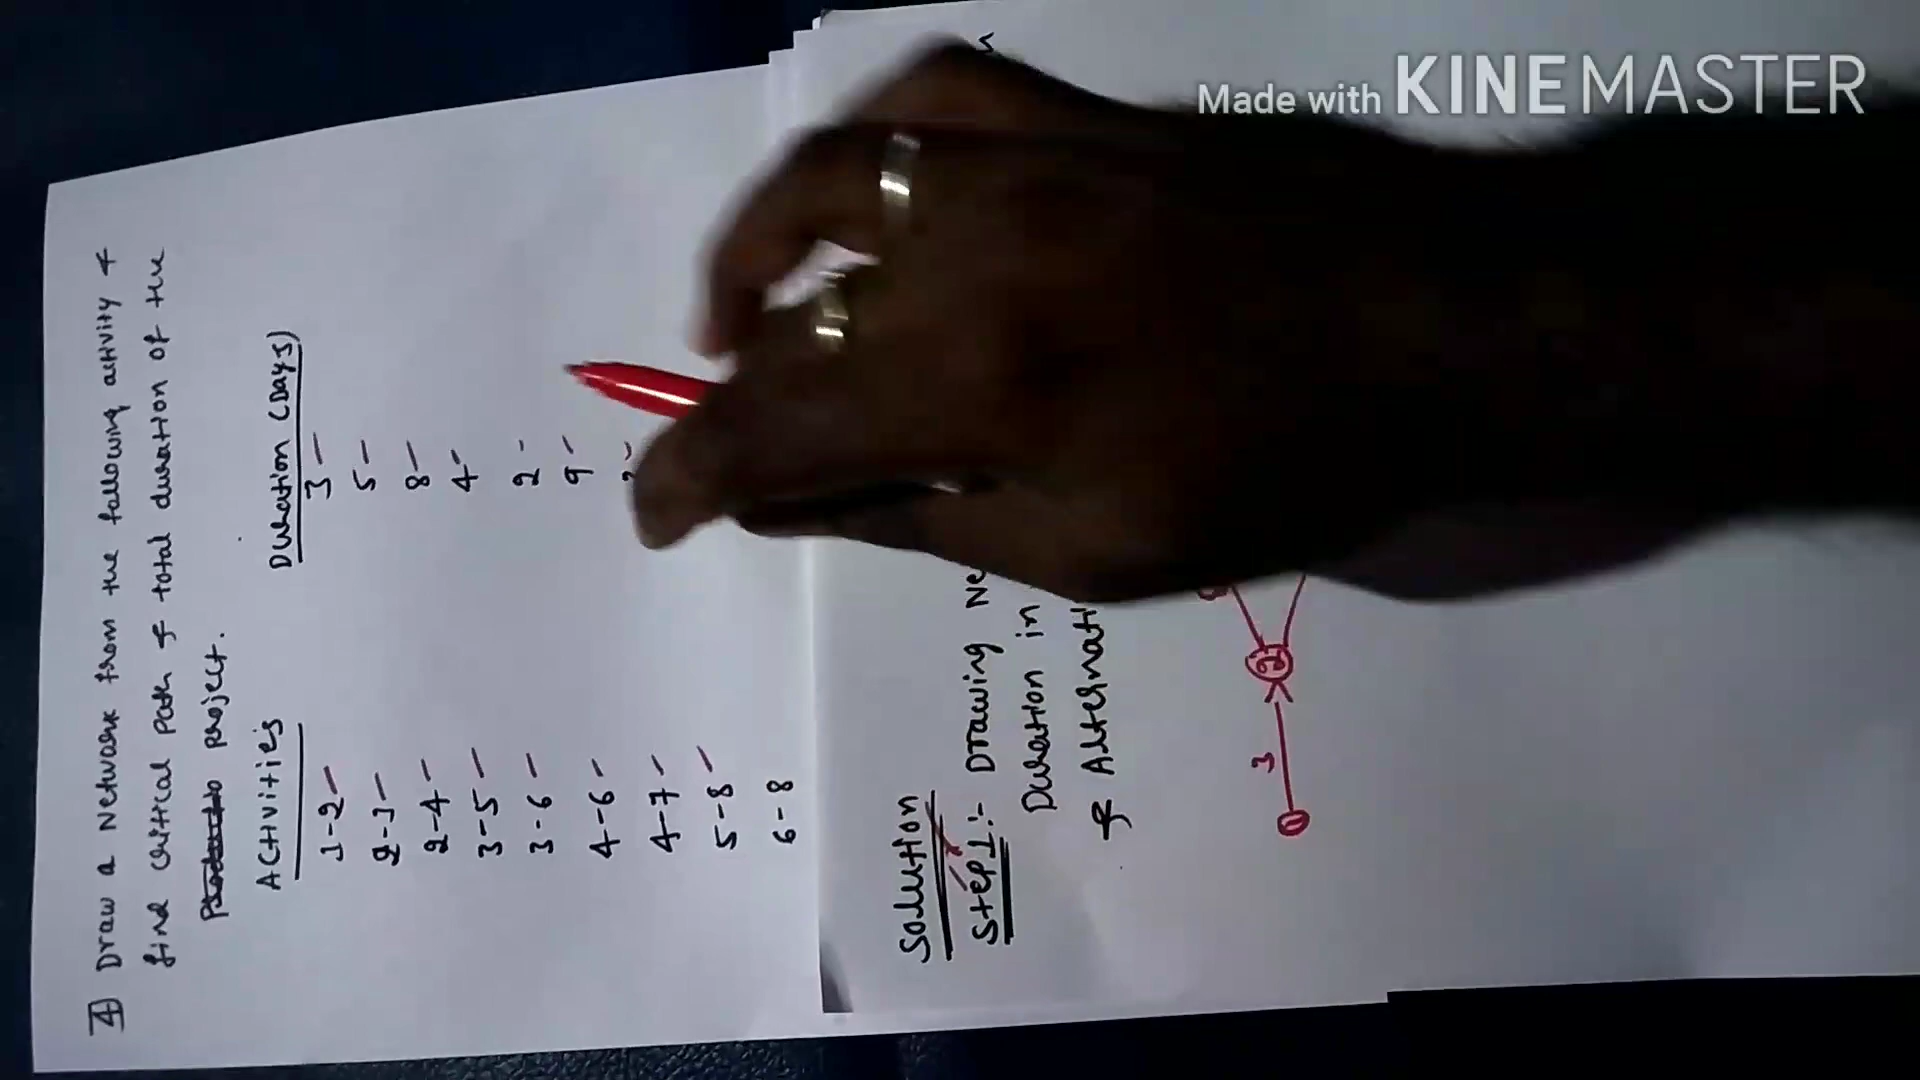 Made with KINEMASTER
4 Draw a Network from the following activity &
find critical path & total duration of the
project.
Activities Duration (Days)
1-2 3
2-3 5
2-4 8
3-5 4
3-6 2
4-6 9
4-7
5-8
6-8
Solution
Step1:- Drawing
Duration in
&
3
1
2